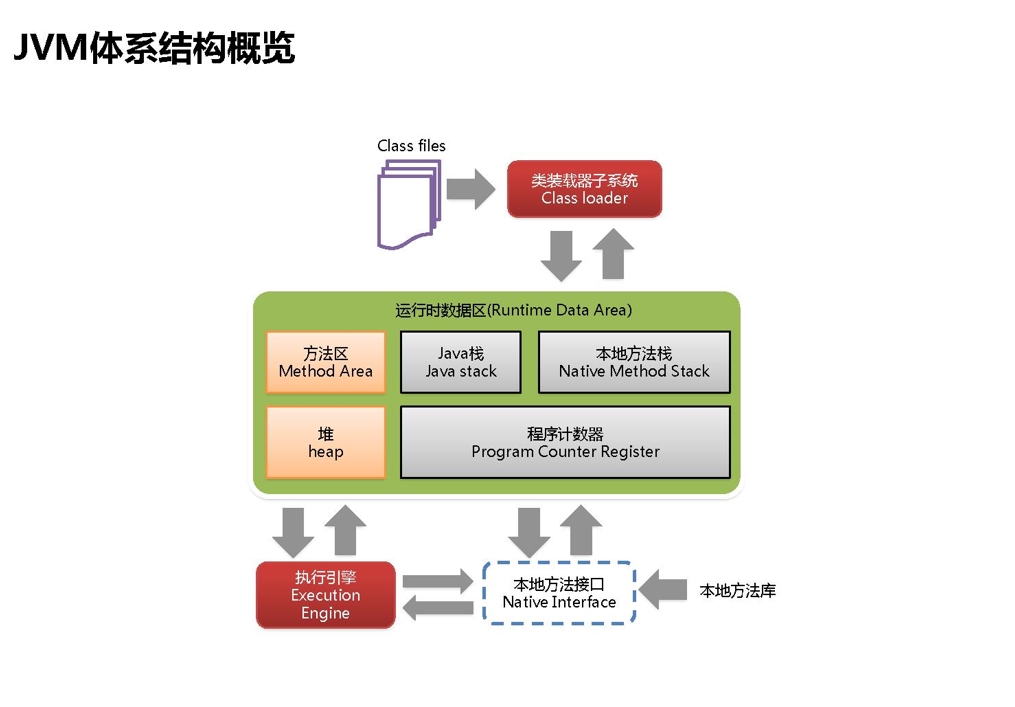 JVM体系结构概览
Class files
类装载器子系统
Class loader
运行时数据区(Runtime Data Area)
方法区
Method Area
Java栈
Java stack
本地方法栈
Native Method Stack
堆
heap
程序计数器
Program Counter Register
执行引擎
Execution
Engine
本地方法接口
Native Interface
本地方法库